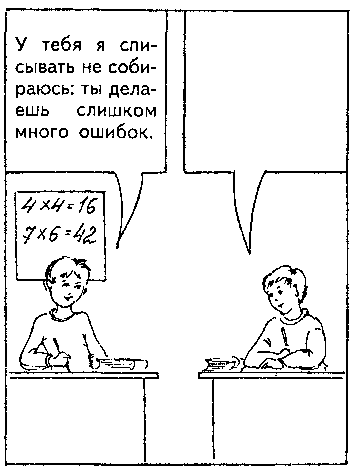 У тебя я спи-
сывать не соби-
раюсь: ты дела-
ешь слишком
много ошибок.
4×4=16
7×6=42